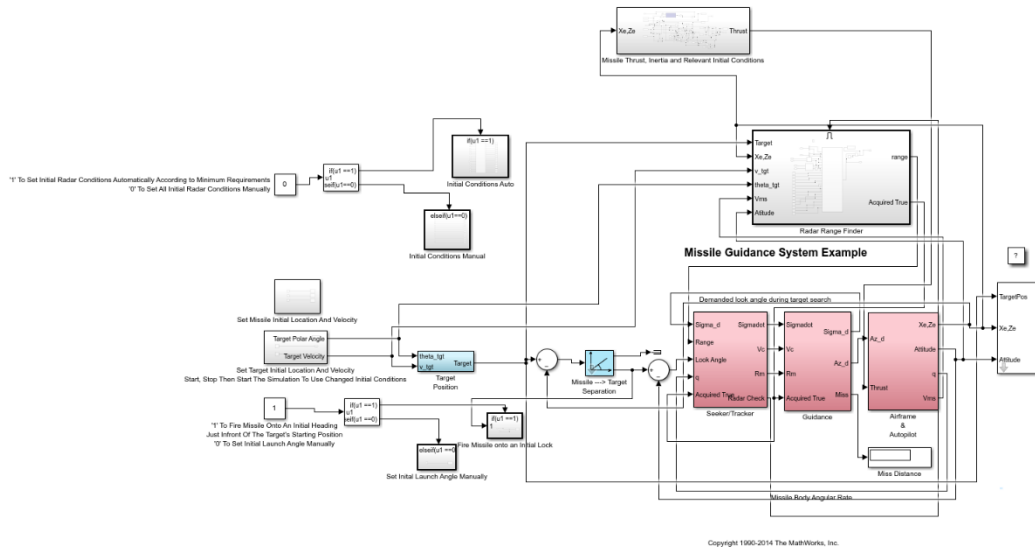 Xe,Ze
Thrust
Missile Thrust, Inertia and Relevant Initial Conditions
Target
Xe,Ze
v_tgt
theta_tgt
Vms
Attitude
range
Acquired True
Radar Range Finder
'1' To Set Initial Radar Conditions Automatically According to Minimum Requirements
'0' To Set All Initial Radar Conditions Manually
0
if(u1 ==1)
u1
seif(u1==0)
if(u1 ==1)
Initial Conditions Auto
elseif(u1==0)
Initial Conditions Manual
Missile Guidance System Example
?
Set Missile Initial Location And Velocity
Target Polar Angle
Target Velocity
Set Target Initial Location And Velocity
Start, Stop Then Start The Simulation To Use Changed Initial Conditions
theta_tgt
v_tgt
Target
Target
Position
Missile ---> Target
Separation
Demanded look angle during target search
Sigma_d
Range
Look Angle
q
Acquired True
Sigmadot
Vc
Rm
Radar Check
Seeker/Tracker
Sigmadot
Vc
Rm
Acquired True
Sigma_d
Az_d
Miss
Guidance
Az_d
Thrust
Xe,Ze
Attitude
q
Vms
Airframe
&
Autopilot
TargetPos
Xe,Ze
Attitude
Miss Distance
Missile Body Angular Rate
1
'1' To Fire Missile Onto An Initial Heading
Just Infront Of The Target's Starting Position
'0' To Set Initial Launch Angle Manually
if(u1 ==1)
u1
seif(u1 ==0)
if(u1 ==1)
1
Fire Missile onto an Initial Lock
elseif(u1 ==0
Set Inital Launch Angle Manually
Copyright 1990-2014 The MathWorks, Inc.